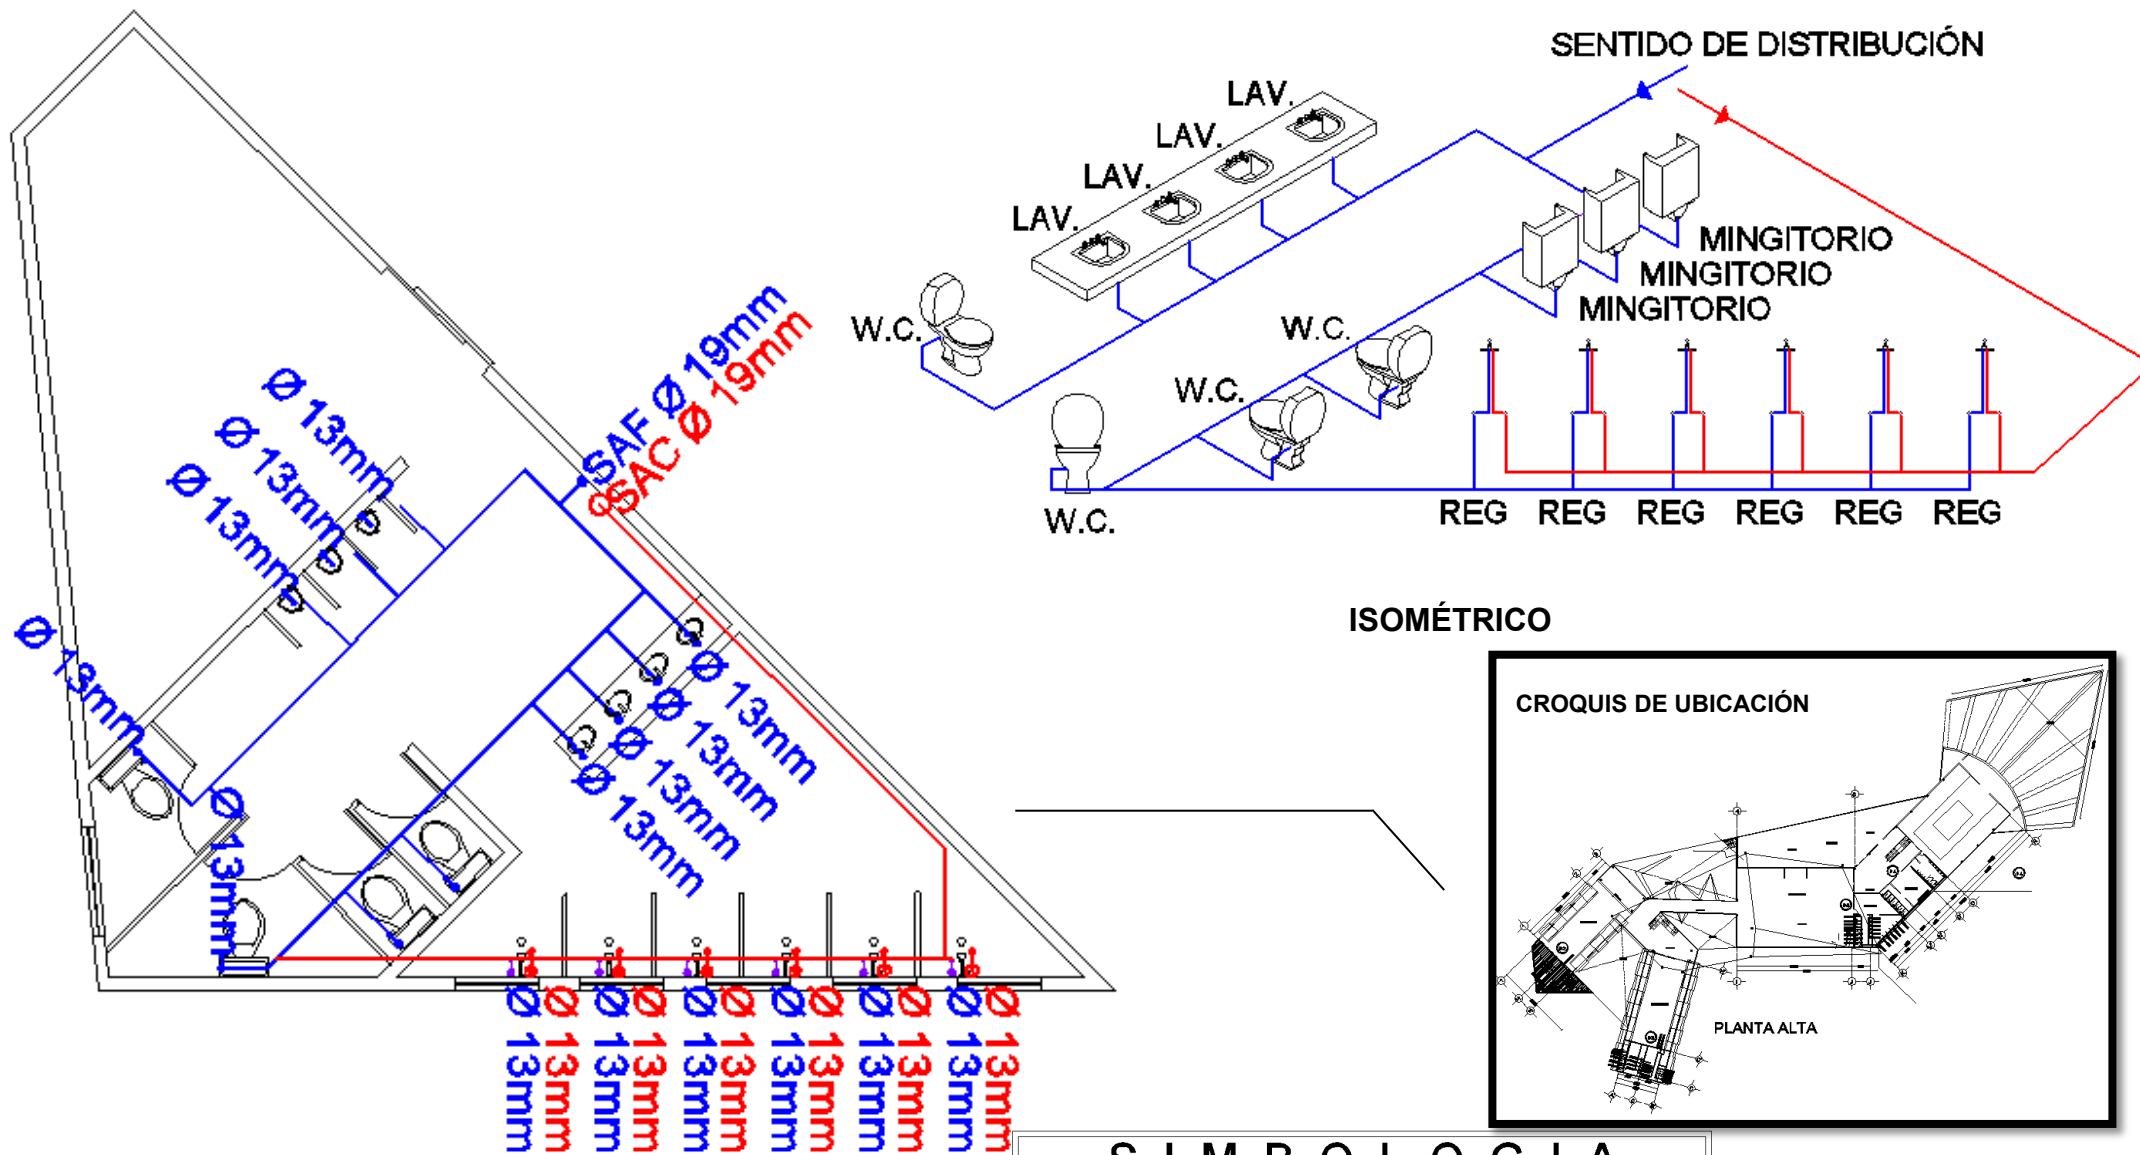 SENTIDO DE DISTRIBUCIÓN
LAV.
LAV.
LAV.
LAV.
W.C.
MINGITORIO
MINGITORIO
MINGITORIO
W.C.
W.C.
W.C.
REG REG REG REG REG REG
ISOMÉTRICO
SAF Ø 19mm
SAC Ø 19mm
Ø 13mm
Ø 13mm
Ø 13mm
Ø 13mm
Ø 13mm
Ø 13mm
Ø 13mm
Ø 13mm
Ø 13mm
Ø 13mm Ø 13mm Ø 13mm Ø 13mm Ø 13mm Ø 13mm Ø 13mm Ø 13mm Ø 13mm Ø 13mm Ø 13mm Ø 13mm
CROQUIS DE UBICACIÓN
PLANTA ALTA
SIMBOLOGIA